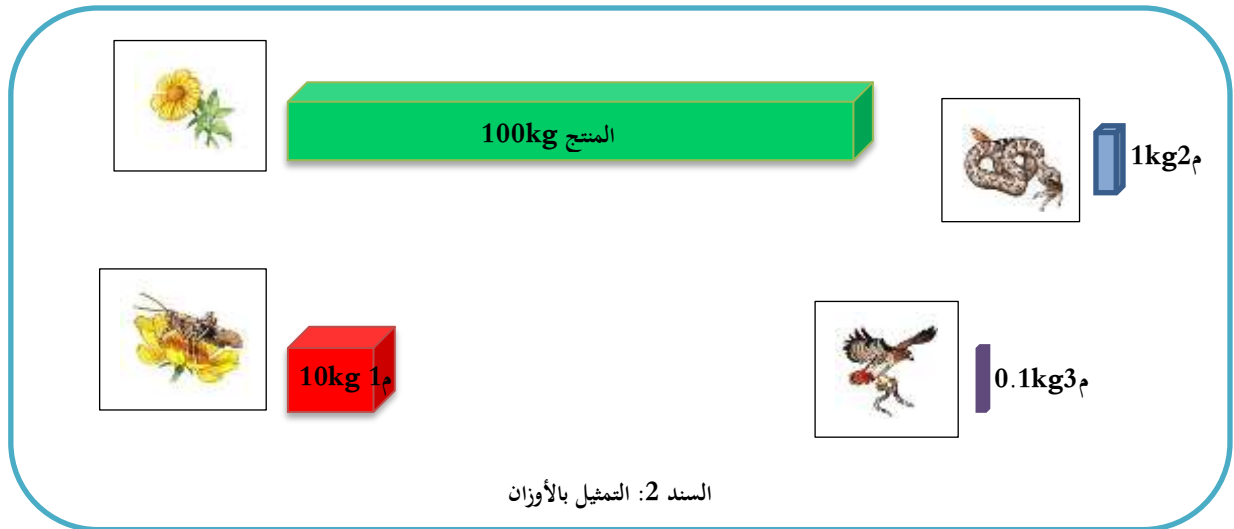 المنتج 100kg
م1kg2
م1 10kg
م0.1kg3
السند 2: التمثيل بالأوزان